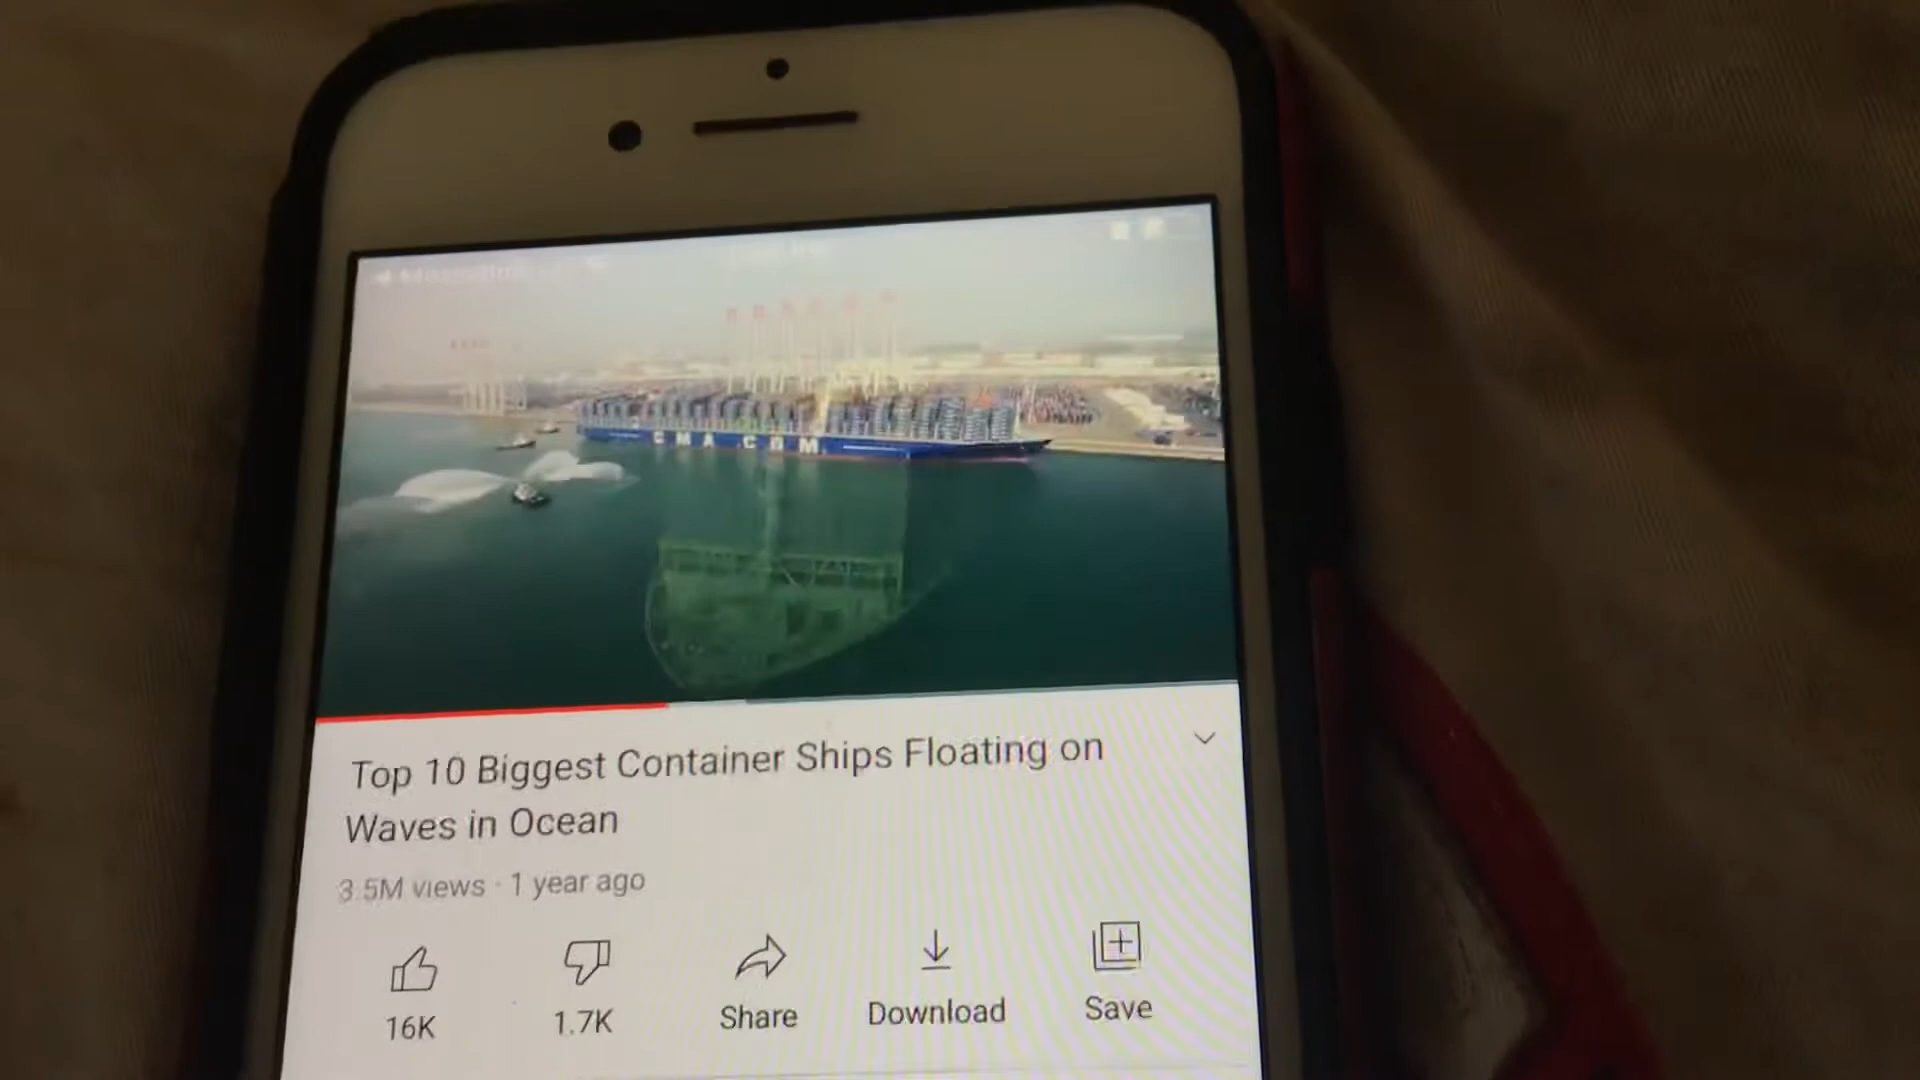 CMA CGM
Top 10 Biggest Container Ships Floating on
Waves in Ocean
3.5M views · 1 year ago
16K
1.7K
Share
Download
Save